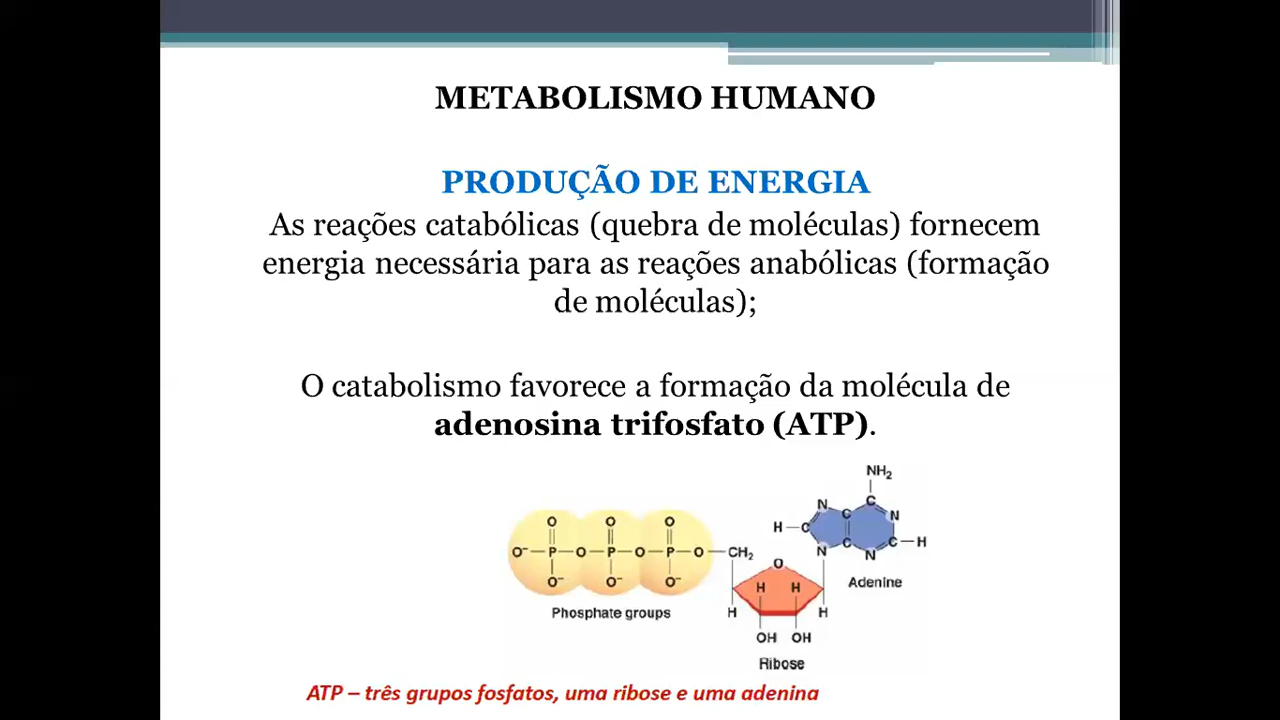 METABOLISMO HUMANO
PRODUÇÃO DE ENERGIA
As reações catabólicas (quebra de moléculas) fornecem
energia necessária para as reações anabólicas (formação
de moléculas);
O catabolismo favorece a formação da molécula de
adenosina trifosfato (ATP).
NH₂
O O O
N C N
H C C
O⁻ P O P O P O CH₂
C C H
N N
O⁻ O⁻ O⁻
O
Adenine
H H
Phosphate groups
H H
OH OH
Ribose
ATP – três grupos fosfatos, uma ribose e uma adenina